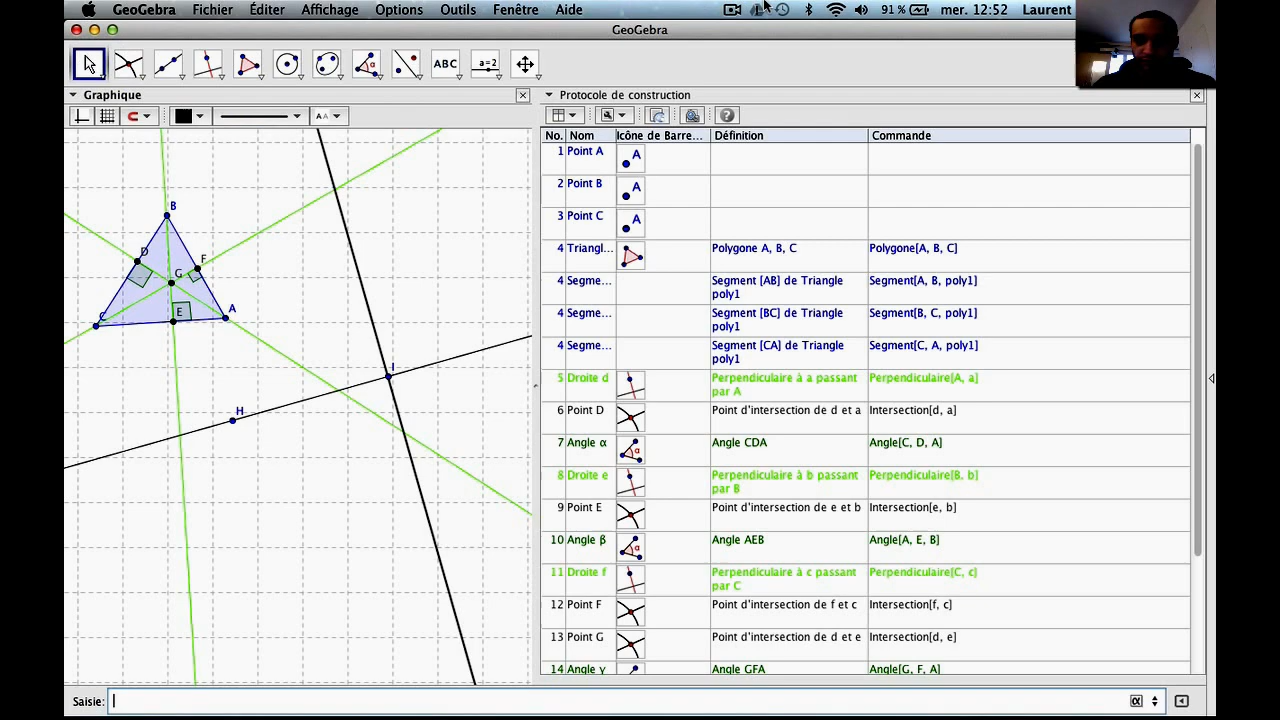 GeoGebra Fichier Éditer Affichage Options Outils Fenêtre Aide 91 % mer. 12:52 Laurent
GeoGebra
ABC a=2
Graphique
Protocole de construction
AA
No. Nom Icône de Barre... Définition Commande
1 Point A A
2 Point B A
3 Point C A
4 Triangl... Polygone A, B, C Polygone[A, B, C]
4 Segme... Segment [AB] de Triangle poly1 Segment[A, B, poly1]
4 Segme... Segment [BC] de Triangle poly1 Segment[B, C, poly1]
4 Segme... Segment [CA] de Triangle poly1 Segment[C, A, poly1]
5 Droite d Perpendiculaire à a passant par A Perpendiculaire[A, a]
6 Point D Point d'intersection de d et a Intersection[d, a]
7 Angle α Angle CDA Angle[C, D, A]
8 Droite e Perpendiculaire à b passant par B Perpendiculaire[B, b]
9 Point E Point d'intersection de e et b Intersection[e, b]
10 Angle β Angle AEB Angle[A, E, B]
11 Droite f Perpendiculaire à c passant par C Perpendiculaire[C, c]
12 Point F Point d'intersection de f et c Intersection[f, c]
13 Point G Point d'intersection de d et e Intersection[d, e]
14 Angle γ Angle GFA Angle[G, F, A]
B
D
F
G
C
E
A
I
H
Saisie:
α